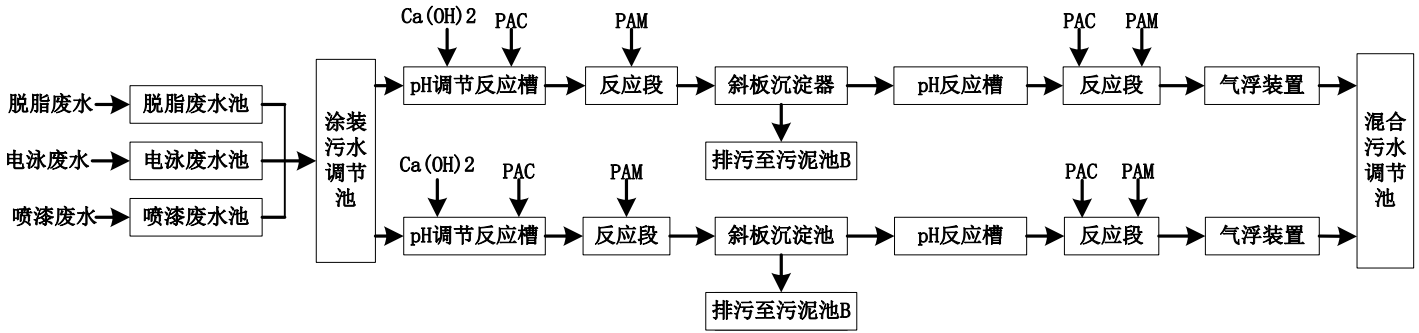 Ca(OH)2
PAC
PAM
PAC
PAM
pH调节反应槽
反应段
斜板沉淀器
pH反应槽
反应段
气浮装置
脱脂废水
脱脂废水池
涂装
污水
调节
池
混合
污水
调节
池
电泳废水
电泳废水池
排污至污泥池B
Ca(OH)2
PAC
PAM
PAC
PAM
喷漆废水
喷漆废水池
pH调节反应槽
反应段
斜板沉淀池
pH反应槽
反应段
气浮装置
排污至污泥池B